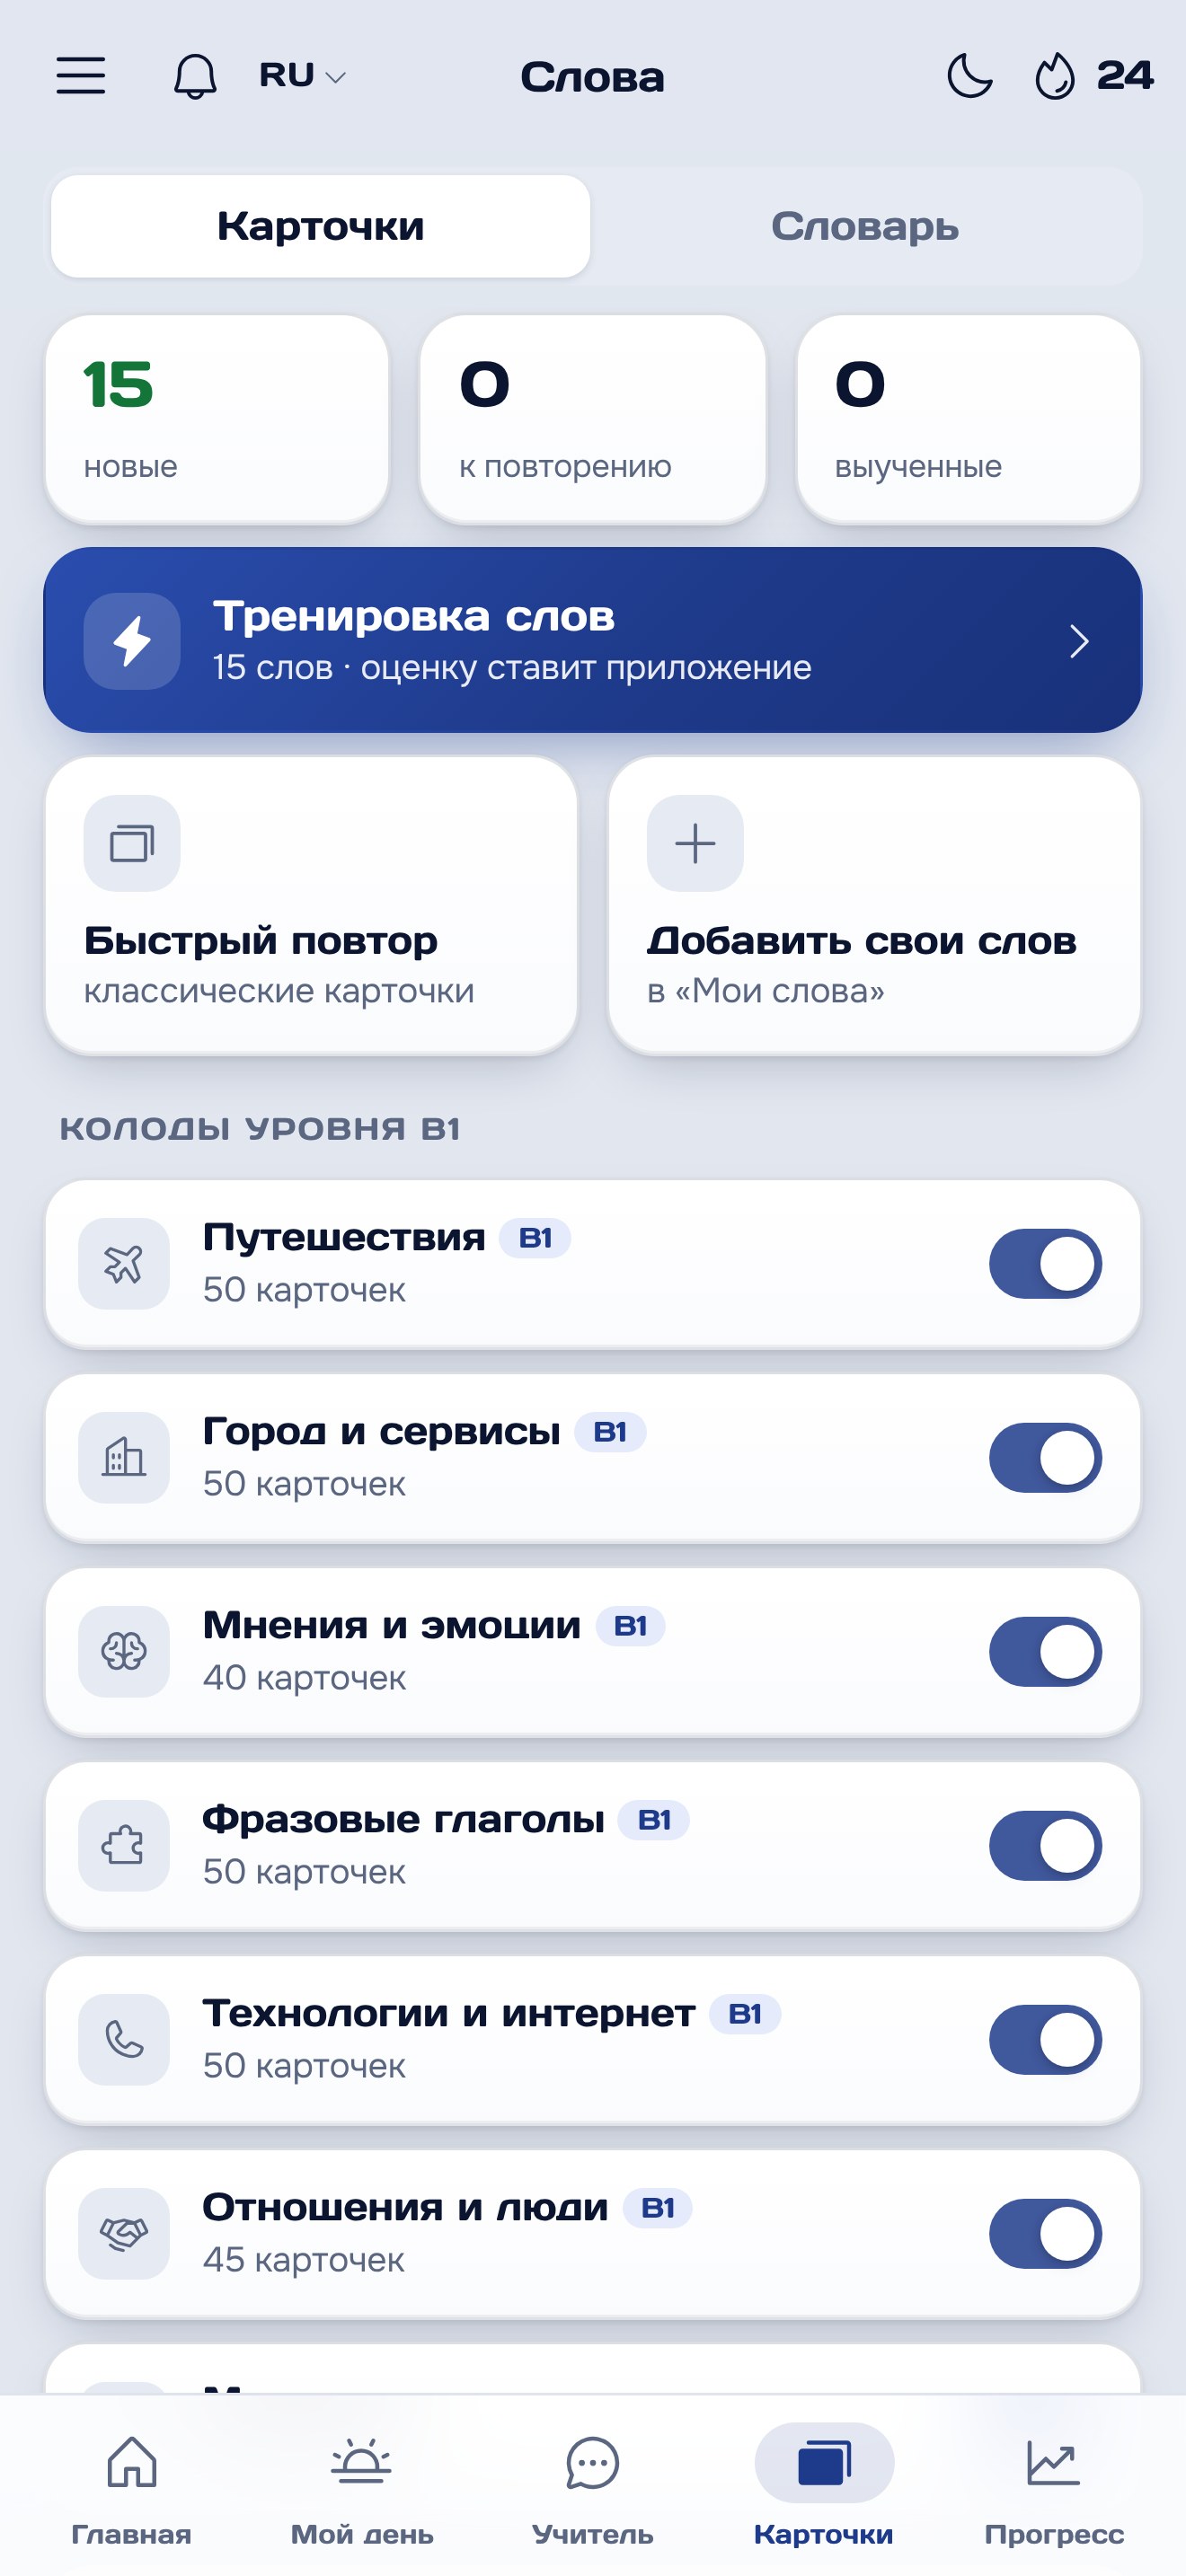 RU
Слова
24
Карточки
Словарь
15
0
0
новые
к повторению
выученные
Тренировка слов
15 слов · оценку ставит приложение
Быстрый повтор
классические карточки
Добавить свои слов
в «Мои слова»
КОЛОДЫ УРОВНЯ B1
Путешествия B1
50 карточек
Город и сервисы B1
50 карточек
Мнения и эмоции B1
40 карточек
Фразовые глаголы B1
50 карточек
Технологии и интернет B1
50 карточек
Отношения и люди B1
45 карточек
Главная
Мой день
Учитель
Карточки
Прогресс